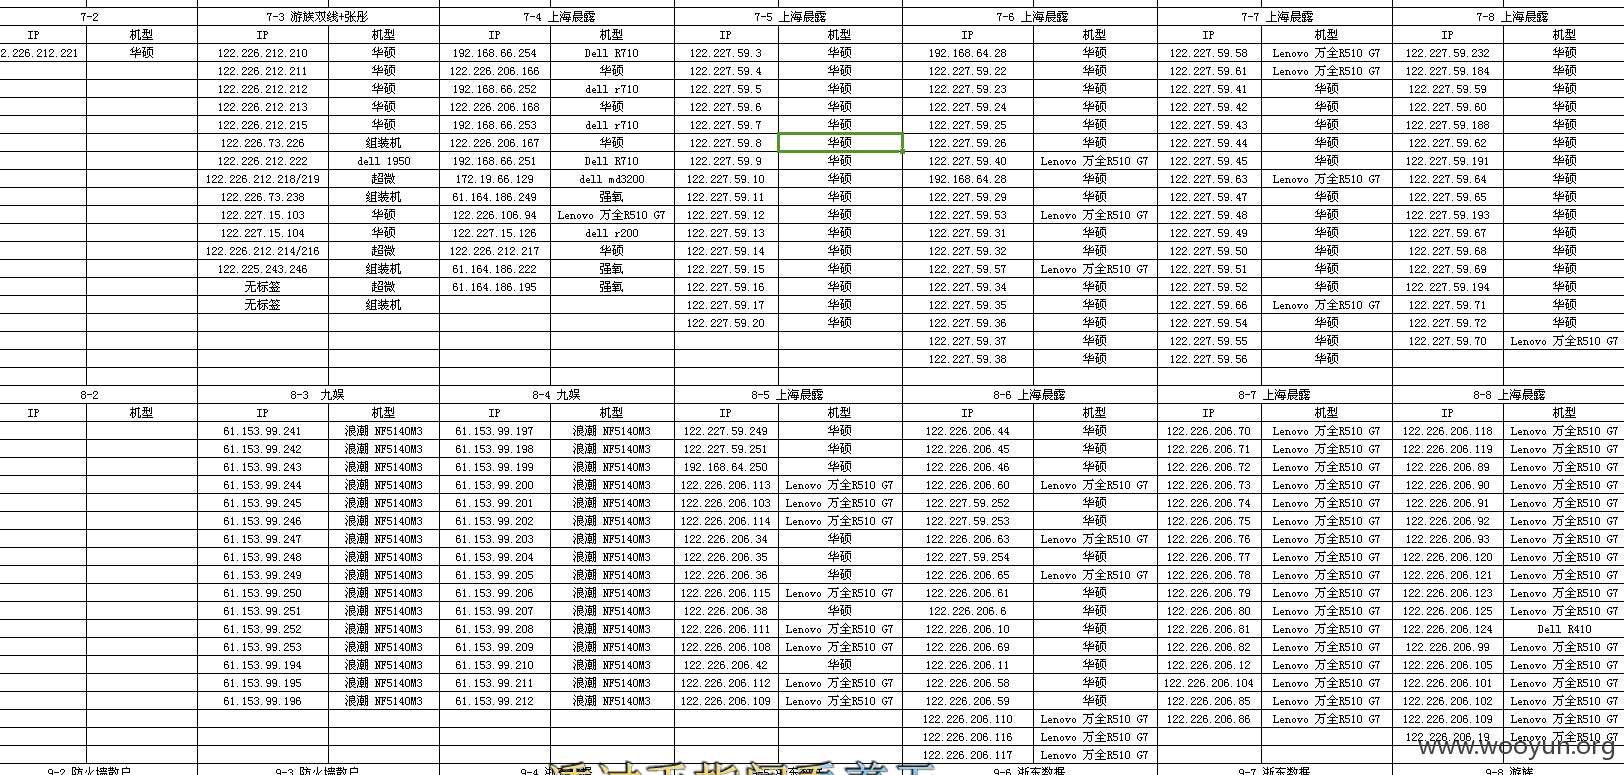 7-2 7-3 游族双线+张彤 7-4 上海晨露 7-5 上海晨露 7-6 上海晨露 7-7 上海晨露 7-8 上海晨露
IP 机型 IP 机型 IP 机型 IP 机型 IP 机型 IP 机型 IP 机型
2.226.212.221 华硕 122.226.212.210 华硕 192.168.66.254 Dell R710 122.227.59.3 华硕 192.168.64.28 华硕 122.227.59.58 Lenovo 万全R510 G7 122.227.59.232 华硕
122.226.212.211 华硕 122.226.206.166 华硕 122.227.59.4 华硕 122.227.59.22 华硕 122.227.59.61 Lenovo 万全R510 G7 122.227.59.184 华硕
122.226.212.212 华硕 192.168.66.252 dell r710 122.227.59.5 华硕 122.227.59.23 华硕 122.227.59.41 华硕 122.227.59.59 华硕
122.226.212.213 华硕 122.226.206.168 华硕 122.227.59.6 华硕 122.227.59.24 华硕 122.227.59.42 华硕 122.227.59.60 华硕
122.226.212.215 华硕 192.168.66.253 dell r710 122.227.59.7 华硕 122.227.59.25 华硕 122.227.59.43 华硕 122.227.59.188 华硕
122.226.73.226 组装机 122.226.206.167 华硕 122.227.59.8 华硕 122.227.59.26 华硕 122.227.59.44 华硕 122.227.59.62 华硕
122.226.212.222 dell 1950 192.168.66.251 Dell R710 122.227.59.9 华硕 122.227.59.40 Lenovo 万全R510 G7 122.227.59.45 华硕 122.227.59.191 华硕
122.226.212.218/219 超微 172.19.66.129 dell md3200 122.227.59.10 华硕 192.168.64.28 华硕 122.227.59.63 Lenovo 万全R510 G7 122.227.59.64 华硕
122.226.73.238 组装机 61.164.186.249 强氧 122.227.59.11 华硕 122.227.59.29 华硕 122.227.59.47 华硕 122.227.59.65 华硕
122.227.15.103 华硕 122.226.106.94 Lenovo 万全R510 G7 122.227.59.12 华硕 122.227.59.53 Lenovo 万全R510 G7 122.227.59.48 华硕 122.227.59.193 华硕
122.227.15.104 华硕 122.227.15.126 dell r200 122.227.59.13 华硕 122.227.59.31 华硕 122.227.59.49 华硕 122.227.59.67 华硕
122.226.212.214/216 超微 122.226.212.217 华硕 122.227.59.14 华硕 122.227.59.32 华硕 122.227.59.50 华硕 122.227.59.68 华硕
122.225.243.246 组装机 61.164.186.222 强氧 122.227.59.15 华硕 122.227.59.57 Lenovo 万全R510 G7 122.227.59.51 华硕 122.227.59.69 华硕
无标签 超微 61.164.186.195 强氧 122.227.59.16 华硕 122.227.59.34 华硕 122.227.59.52 华硕 122.227.59.194 华硕
无标签 组装机 122.227.59.17 华硕 122.227.59.35 华硕 122.227.59.66 Lenovo 万全R510 G7 122.227.59.71 华硕
122.227.59.20 华硕 122.227.59.36 华硕 122.227.59.54 华硕 122.227.59.72 华硕
122.227.59.37 华硕 122.227.59.55 华硕 122.227.59.70 Lenovo 万全R510 G7
122.227.59.38 华硕 122.227.59.56 华硕
8-2 8-3 九娱 8-4 九娱 8-5 上海晨露 8-6 上海晨露 8-7 上海晨露 8-8 上海晨露
IP 机型 IP 机型 IP 机型 IP 机型 IP 机型 IP 机型 IP 机型
61.153.99.241 浪潮 NF5140M3 61.153.99.197 浪潮 NF5140M3 122.227.59.249 华硕 122.226.206.44 华硕 122.226.206.70 Lenovo 万全R510 G7 122.226.206.118 Lenovo 万全R510 G7
61.153.99.242 浪潮 NF5140M3 61.153.99.198 浪潮 NF5140M3 122.227.59.251 华硕 122.226.206.45 华硕 122.226.206.71 Lenovo 万全R510 G7 122.226.206.119 Lenovo 万全R510 G7
61.153.99.243 浪潮 NF5140M3 61.153.99.199 浪潮 NF5140M3 192.168.64.250 华硕 122.226.206.46 华硕 122.226.206.72 Lenovo 万全R510 G7 122.226.206.89 Lenovo 万全R510 G7
61.153.99.244 浪潮 NF5140M3 61.153.99.200 浪潮 NF5140M3 122.226.206.113 Lenovo 万全R510 G7 122.226.206.60 Lenovo 万全R510 G7 122.226.206.73 Lenovo 万全R510 G7 122.226.206.90 Lenovo 万全R510 G7
61.153.99.245 浪潮 NF5140M3 61.153.99.201 浪潮 NF5140M3 122.226.206.103 Lenovo 万全R510 G7 122.227.59.252 华硕 122.226.206.74 Lenovo 万全R510 G7 122.226.206.91 Lenovo 万全R510 G7
61.153.99.246 浪潮 NF5140M3 61.153.99.202 浪潮 NF5140M3 122.226.206.114 Lenovo 万全R510 G7 122.227.59.253 华硕 122.226.206.75 Lenovo 万全R510 G7 122.226.206.92 Lenovo 万全R510 G7
61.153.99.247 浪潮 NF5140M3 61.153.99.203 浪潮 NF5140M3 122.226.206.34 华硕 122.226.206.63 Lenovo 万全R510 G7 122.226.206.76 Lenovo 万全R510 G7 122.226.206.93 Lenovo 万全R510 G7
61.153.99.248 浪潮 NF5140M3 61.153.99.204 浪潮 NF5140M3 122.226.206.35 华硕 122.227.59.254 华硕 122.226.206.77 Lenovo 万全R510 G7 122.226.206.120 Lenovo 万全R510 G7
61.153.99.249 浪潮 NF5140M3 61.153.99.205 浪潮 NF5140M3 122.226.206.36 华硕 122.226.206.65 Lenovo 万全R510 G7 122.226.206.78 Lenovo 万全R510 G7 122.226.206.121 Lenovo 万全R510 G7
61.153.99.250 浪潮 NF5140M3 61.153.99.206 浪潮 NF5140M3 122.226.206.115 Lenovo 万全R510 G7 122.226.206.61 华硕 122.226.206.79 Lenovo 万全R510 G7 122.226.206.123 Lenovo 万全R510 G7
61.153.99.251 浪潮 NF5140M3 61.153.99.207 浪潮 NF5140M3 122.226.206.38 华硕 122.226.206.6 华硕 122.226.206.80 Lenovo 万全R510 G7 122.226.206.125 Lenovo 万全R510 G7
61.153.99.252 浪潮 NF5140M3 61.153.99.208 浪潮 NF5140M3 122.226.206.111 Lenovo 万全R510 G7 122.226.206.10 华硕 122.226.206.81 Lenovo 万全R510 G7 122.226.206.124 Dell R410
61.153.99.253 浪潮 NF5140M3 61.153.99.209 浪潮 NF5140M3 122.226.206.108 Lenovo 万全R510 G7 122.226.206.69 华硕 122.226.206.82 Lenovo 万全R510 G7 122.226.206.99 Lenovo 万全R510 G7
61.153.99.194 浪潮 NF5140M3 61.153.99.210 浪潮 NF5140M3 122.226.206.42 华硕 122.226.206.11 华硕 122.226.206.12 Lenovo 万全R510 G7 122.226.206.105 Lenovo 万全R510 G7
61.153.99.195 浪潮 NF5140M3 61.153.99.211 浪潮 NF5140M3 122.226.206.112 Lenovo 万全R510 G7 122.226.206.58 华硕 122.226.206.104 Lenovo 万全R510 G7 122.226.206.101 Lenovo 万全R510 G7
61.153.99.196 浪潮 NF5140M3 61.153.99.212 浪潮 NF5140M3 122.226.206.109 Lenovo 万全R510 G7 122.226.206.59 华硕 122.226.206.85 Lenovo 万全R510 G7 122.226.206.102 Lenovo 万全R510 G7
122.226.206.110 Lenovo 万全R510 G7 122.226.206.86 Lenovo 万全R510 G7 122.226.206.109 Lenovo 万全R510 G7
122.226.206.116 Lenovo 万全R510 G7 122.226.206.19 Lenovo 万全R510 G7
122.226.206.117 Lenovo 万全R510 G7
www.wooyun.org
9-2 防火墙散户 9-3 防火墙散户 9-4 9-5 浙东数据 9-6 浙东数据 9-7 浙东数据 9-8 游族